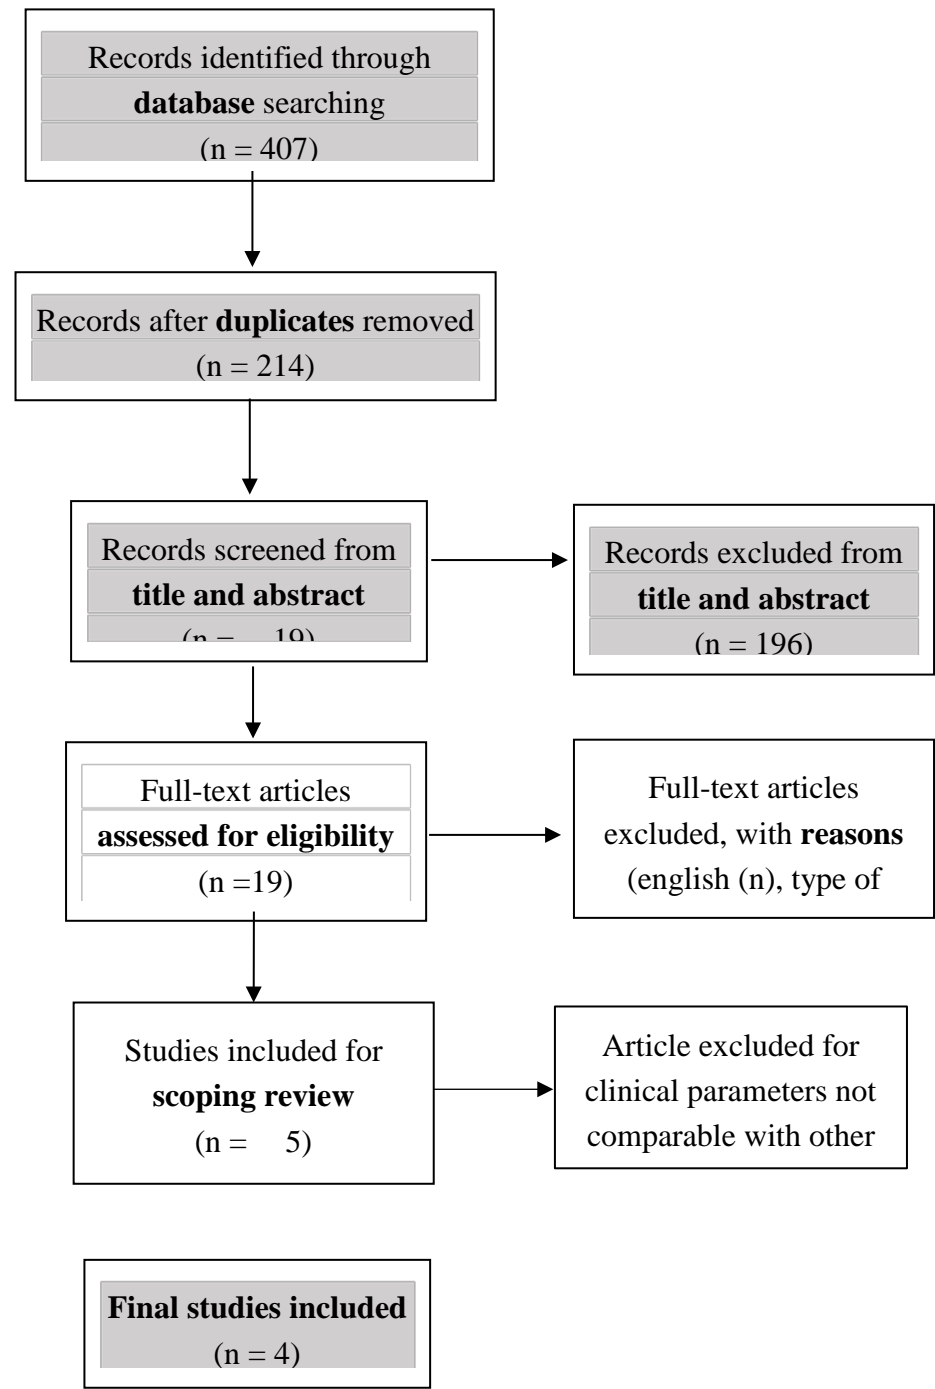 Records identified through
database searching
(n = 407)
Records after duplicates removed
(n = 214)
Records screened from
title and abstract
(n = 19)
Records excluded from
title and abstract
(n = 196)
Full-text articles
assessed for eligibility
(n =19)
Full-text articles
excluded, with reasons
(english (n), type of
Studies included for
scoping review
(n = 5)
Article excluded for
clinical parameters not
comparable with other
Final studies included
(n = 4)